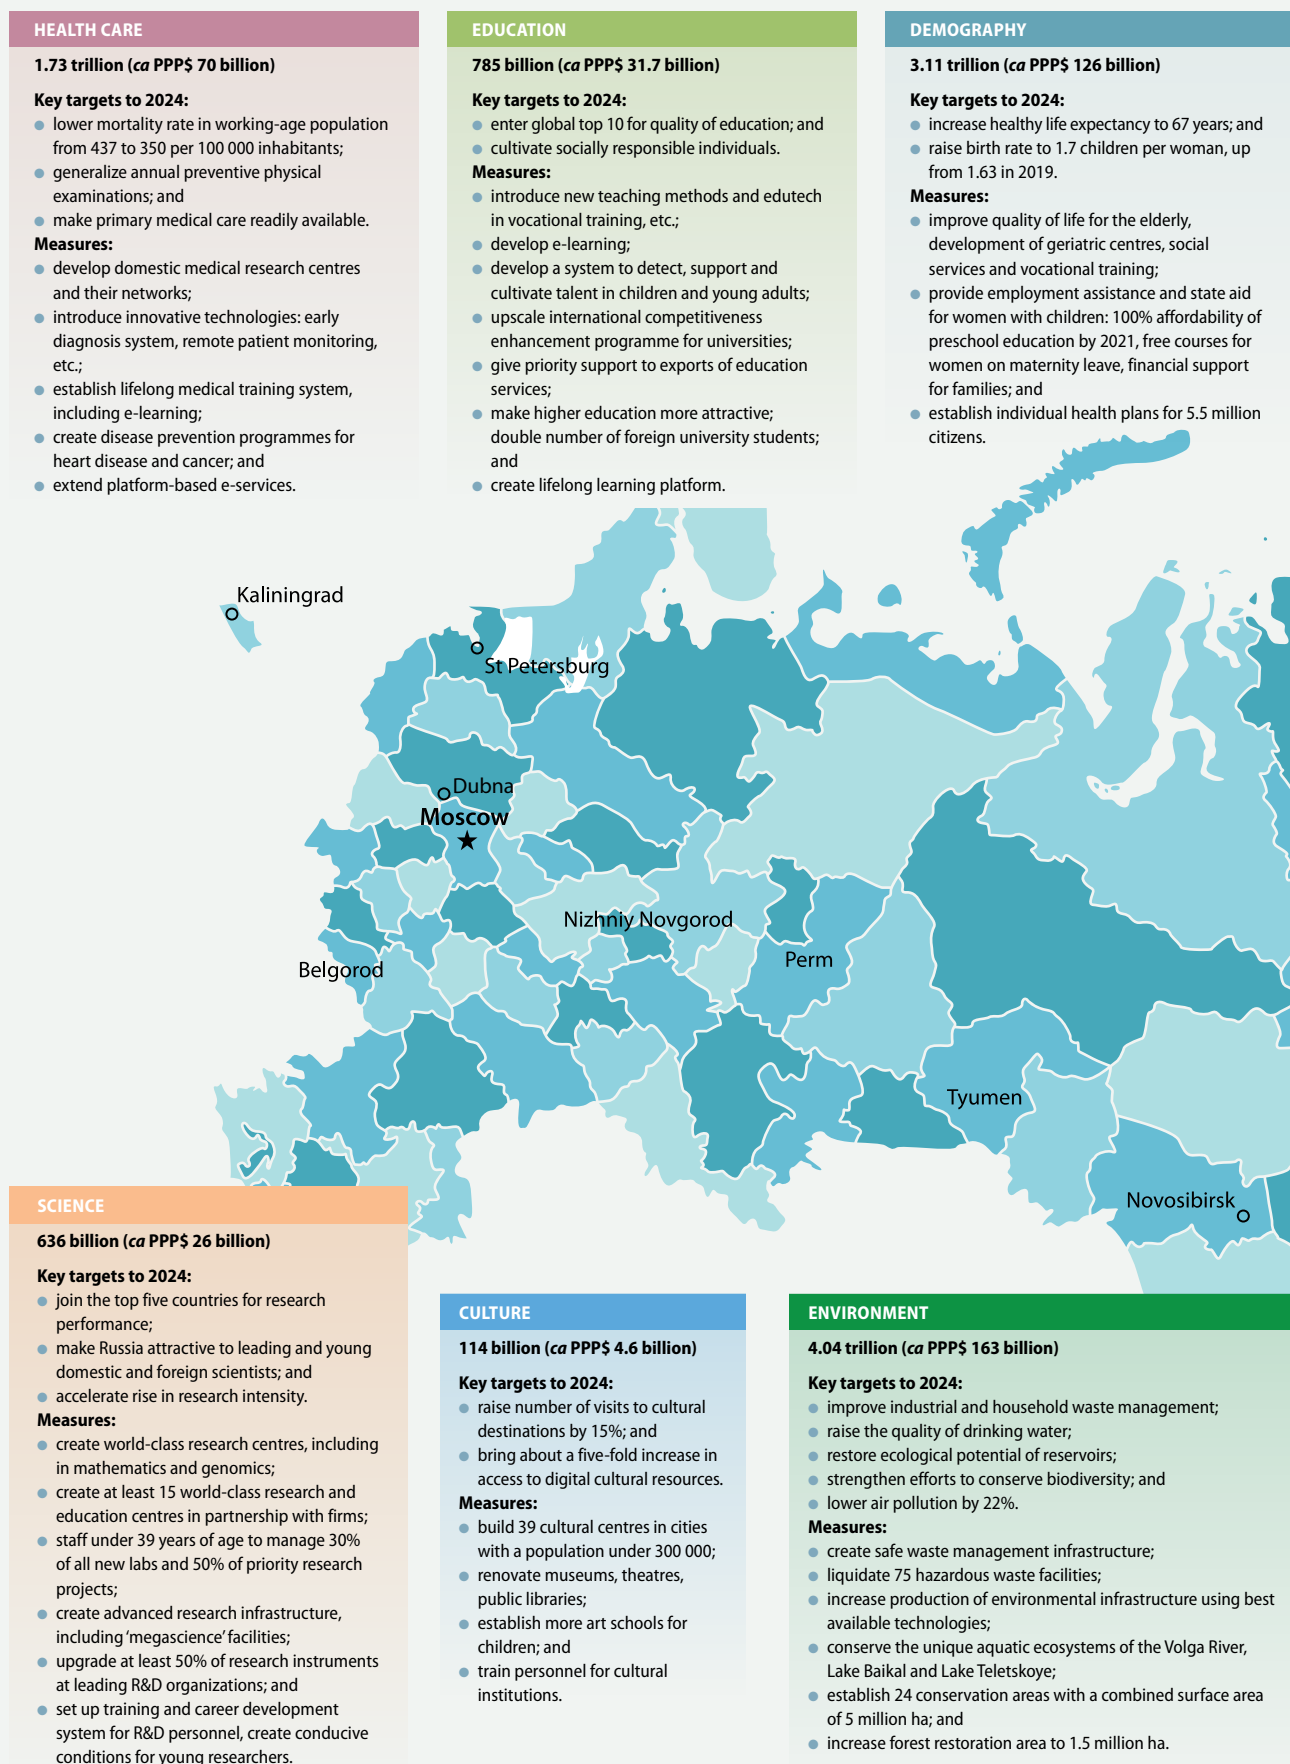 HEALTH CARE
1.73 trillion (ca PPP$ 70 billion)
Key targets to 2024:
● lower mortality rate in working-age population
from 437 to 350 per 100 000 inhabitants;
● generalize annual preventive physical
examinations; and
● make primary medical care readily available.
Measures:
● develop domestic medical research centres
and their networks;
● introduce innovative technologies: early
diagnosis system, remote patient monitoring,
etc.;
● establish lifelong medical training system,
including e-learning;
● create disease prevention programmes for
heart disease and cancer; and
● extend platform-based e-services.
EDUCATION
785 billion (ca PPP$ 31.7 billion)
Key targets to 2024:
● enter global top 10 for quality of education; and
● cultivate socially responsible individuals.
Measures:
● introduce new teaching methods and edutech
in vocational training, etc.;
● develop e-learning;
● develop a system to detect, support and
cultivate talent in children and young adults;
● upscale international competitiveness
enhancement programme for universities;
● give priority support to exports of education
services;
● make higher education more attractive;
double number of foreign university students;
and
● create lifelong learning platform.
DEMOGRAPHY
3.11 trillion (ca PPP$ 126 billion)
Key targets to 2024:
● increase healthy life expectancy to 67 years; and
● raise birth rate to 1.7 children per woman, up
from 1.63 in 2019.
Measures:
● improve quality of life for the elderly,
development of geriatric centres, social
services and vocational training;
● provide employment assistance and state aid
for women with children: 100% affordability of
preschool education by 2021, free courses for
women on maternity leave, financial support
for families; and
● establish individual health plans for 5.5 million
citizens.
Kaliningrad
St Petersburg
Dubna
Moscow
Nizhniy Novgorod
Belgorod
Perm
Tyumen
Novosibirsk
SCIENCE
636 billion (ca PPP$ 26 billion)
Key targets to 2024:
● join the top five countries for research
performance;
● make Russia attractive to leading and young
domestic and foreign scientists; and
● accelerate rise in research intensity.
Measures:
● create world-class research centres, including
in mathematics and genomics;
● create at least 15 world-class research and
education centres in partnership with firms;
● staff under 39 years of age to manage 30%
of all new labs and 50% of priority research
projects;
● create advanced research infrastructure,
including ‘megascience’ facilities;
● upgrade at least 50% of research instruments
at leading R&D organizations; and
● set up training and career development
system for R&D personnel, create conducive
conditions for young researchers.
CULTURE
114 billion (ca PPP$ 4.6 billion)
Key targets to 2024:
● raise number of visits to cultural
destinations by 15%; and
● bring about a five-fold increase in
access to digital cultural resources.
Measures:
● build 39 cultural centres in cities
with a population under 300 000;
● renovate museums, theatres,
public libraries;
● establish more art schools for
children; and
● train personnel for cultural
institutions.
ENVIRONMENT
4.04 trillion (ca PPP$ 163 billion)
Key targets to 2024:
● improve industrial and household waste management;
● raise the quality of drinking water;
● restore ecological potential of reservoirs;
● strengthen efforts to conserve biodiversity; and
● lower air pollution by 22%.
Measures:
● create safe waste management infrastructure;
● liquidate 75 hazardous waste facilities;
● increase production of environmental infrastructure using best
available technologies;
● conserve the unique aquatic ecosystems of the Volga River,
Lake Baikal and Lake Teletskoye;
● establish 24 conservation areas with a combined surface area
of 5 million ha; and
● increase forest restoration area to 1.5 million ha.